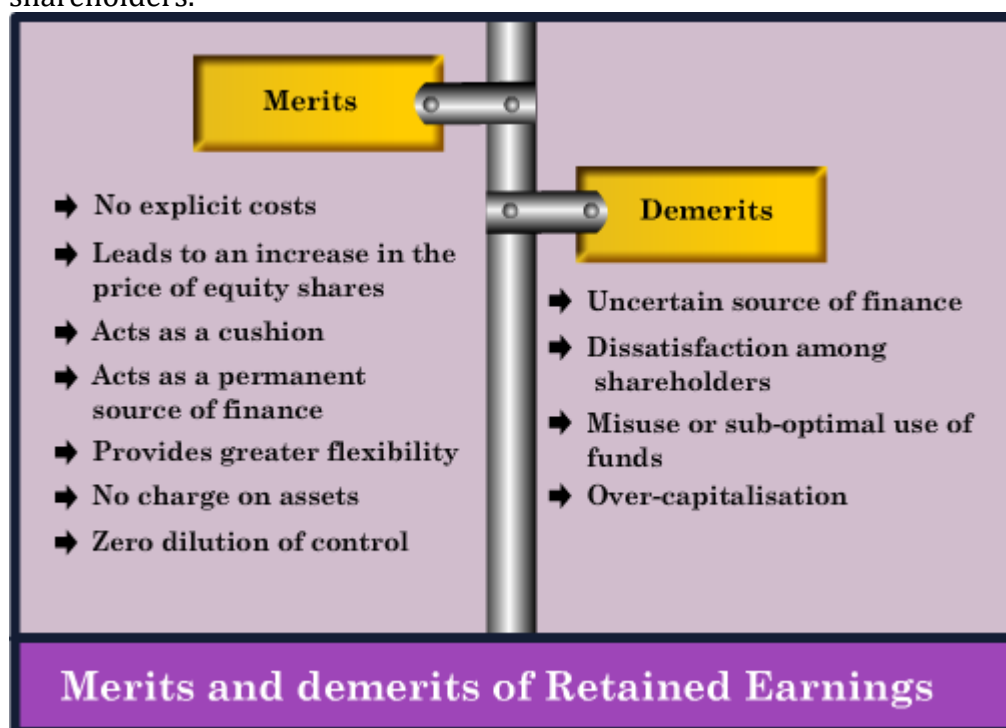 shareholders.
Merits
No explicit costs
Leads to an increase in the
price of equity shares
Acts as a cushion
Acts as a permanent
source of finance
Provides greater flexibility
No charge on assets
Zero dilution of control
Demerits
Uncertain source of finance
Dissatisfaction among
shareholders
Misuse or sub-optimal use of
funds
Over-capitalisation
Merits and demerits of Retained Earnings